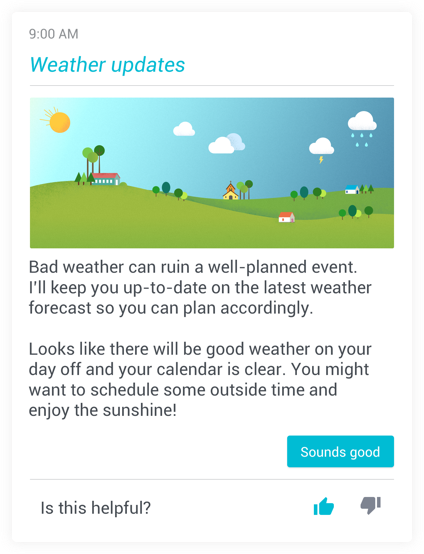 9:00 AM
Weather updates
Bad weather can ruin a well-planned event.
I'll keep you up-to-date on the latest weather
forecast so you can plan accordingly.
Looks like there will be good weather on your
day off and your calendar is clear. You might
want to schedule some outside time and
enjoy the sunshine!
Sounds good
Is this helpful?